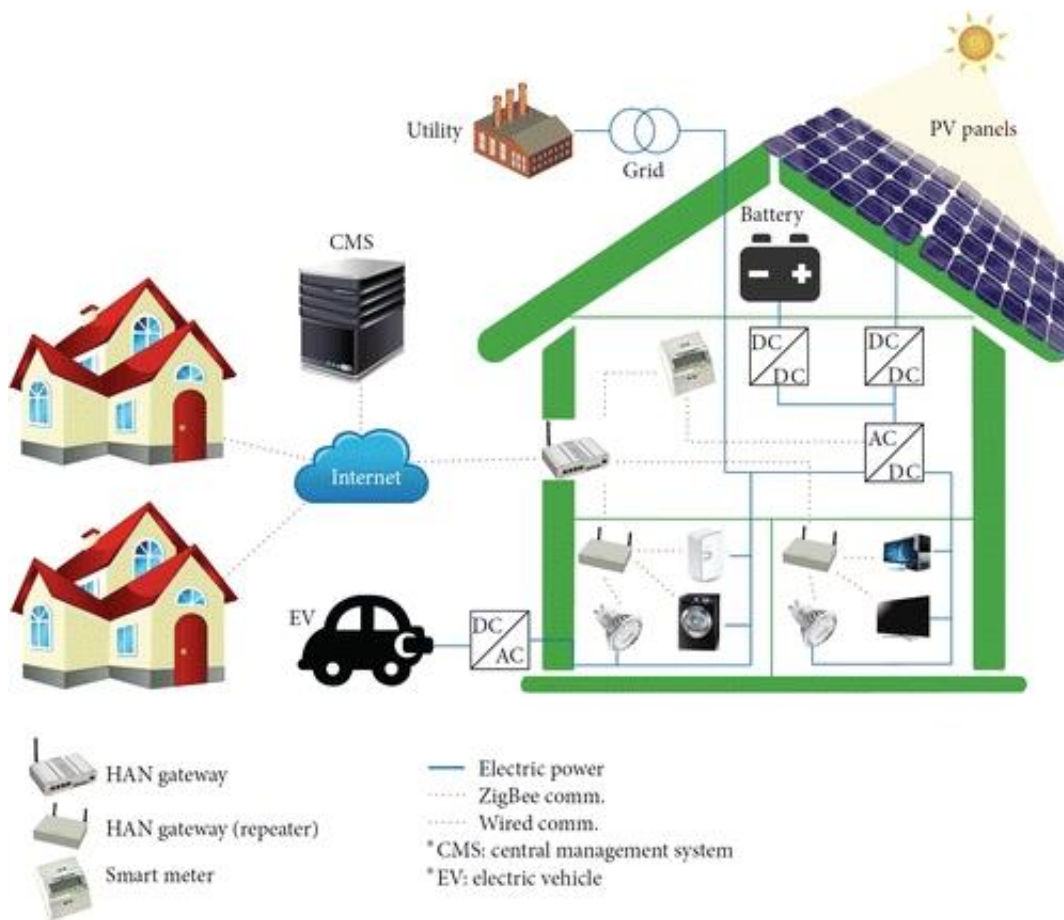 PV panels
Utility
Grid
Battery
CMS
DC
DC
DC
DC
AC
DC
Internet
EV
DC
AC
HAN gateway
HAN gateway (repeater)
Smart meter
Electric power
ZigBee comm.
Wired comm.
*CMS: central management system
*EV: electric vehicle